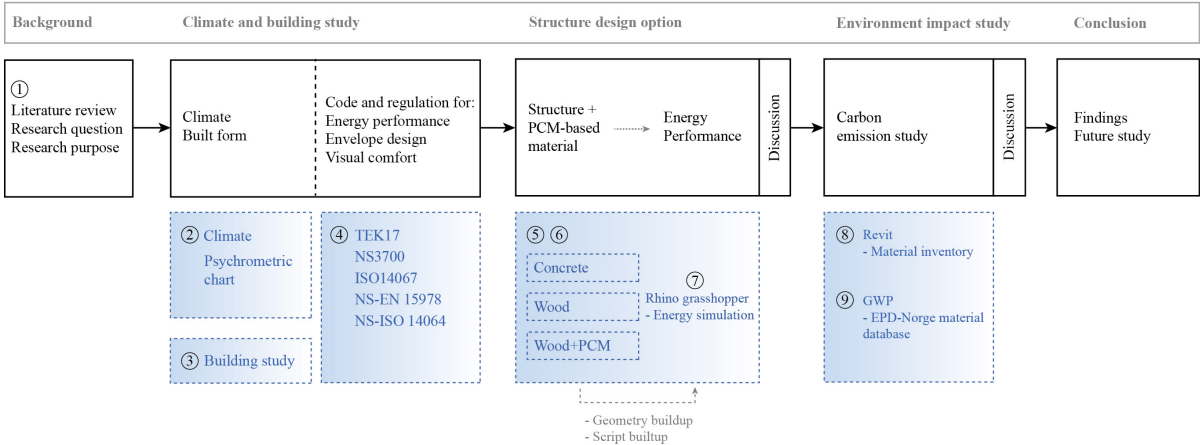 Background
Climate and building study
Structure design option
Environment impact study
Conclusion
①
Literature review
Research question
Research purpose
Climate
Built form
Code and regulation for:
Energy performance
Envelope design
Visual comfort
Structure +
PCM-based
material
Energy
Performance
Discussion
Carbon
emission study
Discussion
Findings
Future study
② Climate
Psychrometric
chart
③ Building study
④ TEK17
NS3700
ISO14067
NS-EN 15978
NS-ISO 14064
⑤ ⑥
Concrete
Wood
Wood+PCM
⑦
Rhino grasshopper
- Energy simulation
- Geometry buildup
- Script builtup
⑧ Revit
- Material inventory
⑨ GWP
- EPD-Norge material
database